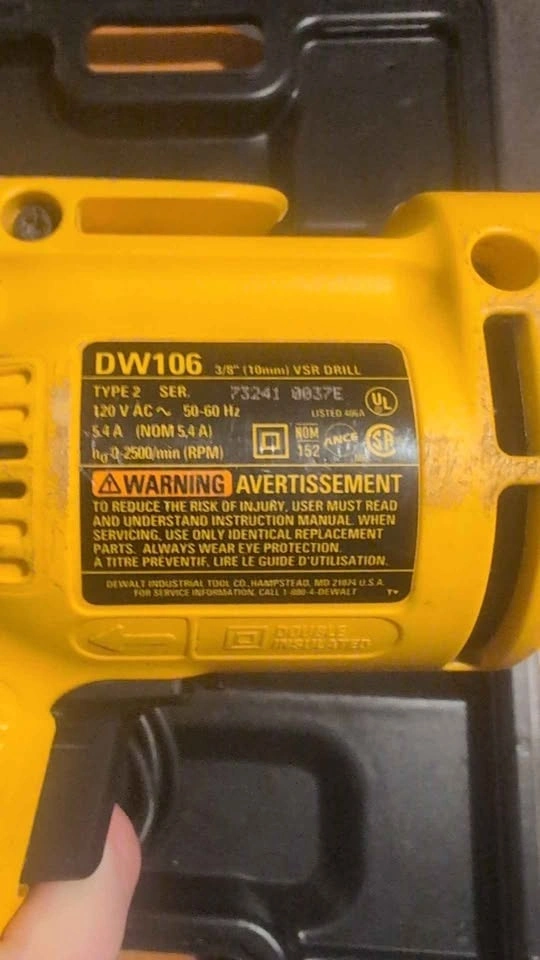 DW106 3/8" (10mm) VSR DRILL
TYPE 2 SER. 73241 0037E
120 V AC ~ 50-60 Hz
UL
LISTED 406A
5.4 A (NOM 5,4 A)
NOM
152
ANCE
SA
n₀ 0-2500/min (RPM)
⚠WARNING AVERTISSEMENT
TO REDUCE THE RISK OF INJURY, USER MUST READ
AND UNDERSTAND INSTRUCTION MANUAL. WHEN
SERVICING, USE ONLY IDENTICAL REPLACEMENT
PARTS. ALWAYS WEAR EYE PROTECTION.
À TITRE PRÉVENTIF, LIRE LE GUIDE D'UTILISATION.
DEWALT INDUSTRIAL TOOL CO., HAMPSTEAD, MD 21074 U.S.A.
FOR SERVICE INFORMATION, CALL 1-800-4-DEWALT
DOUBLE
INSULATED